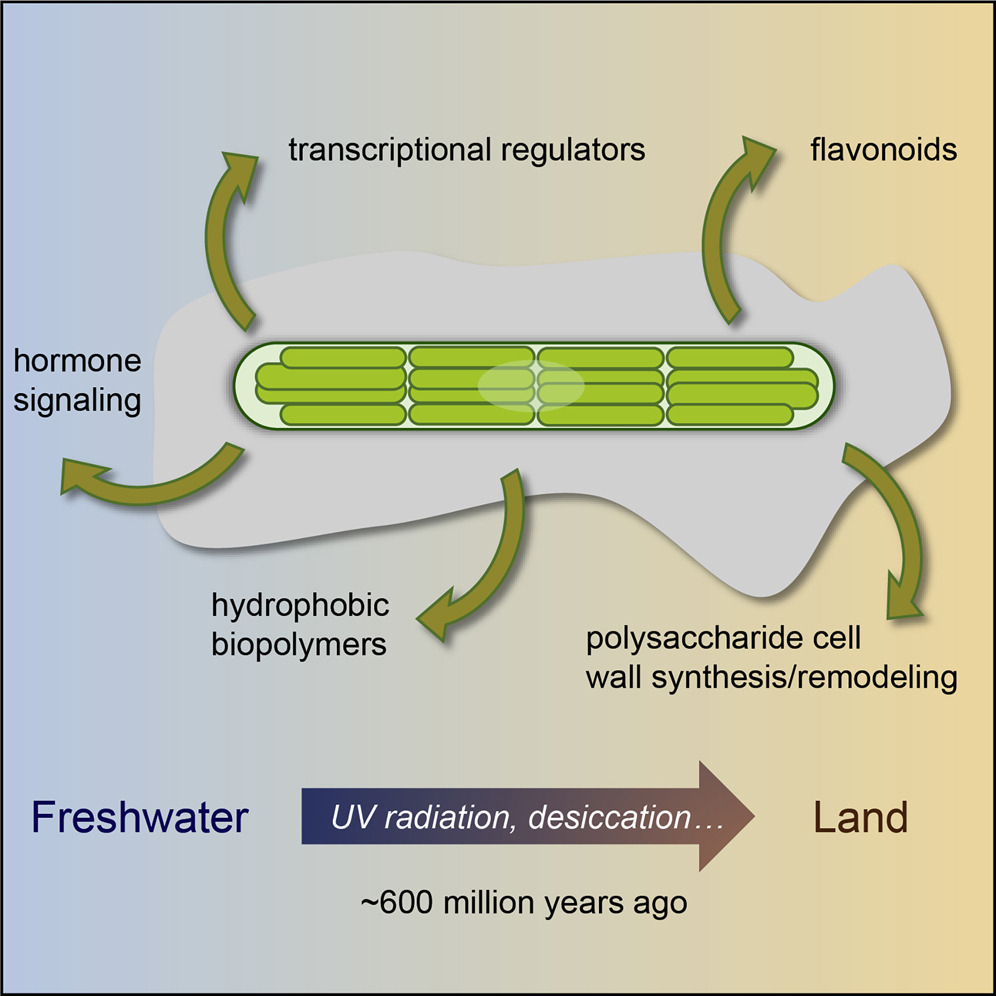 transcriptional regulators
flavonoids
hormone
signaling
hydrophobic
biopolymers
polysaccharide cell
wall synthesis/remodeling
Freshwater
UV radiation, desiccation…
Land
~600 million years ago